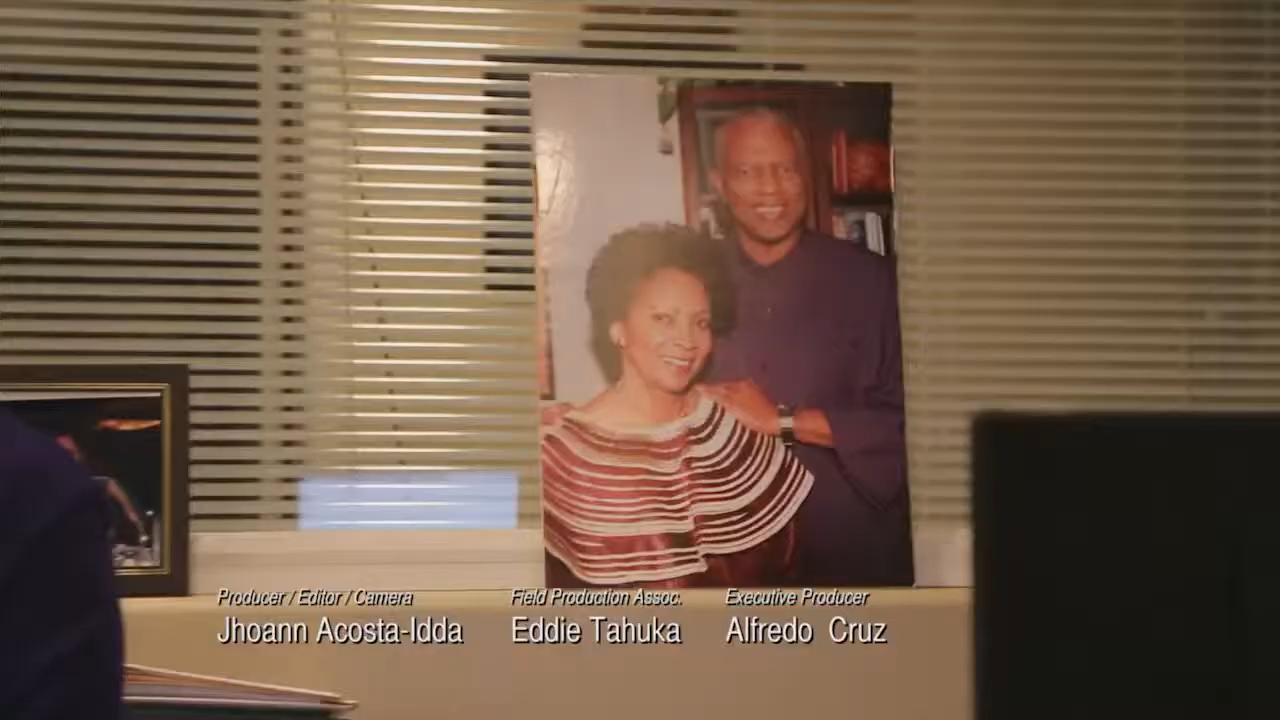 Producer / Editor / Camera
Jhoann Acosta-Idda
Field Production Assoc.
Eddie Tahuka
Executive Producer
Alfredo Cruz